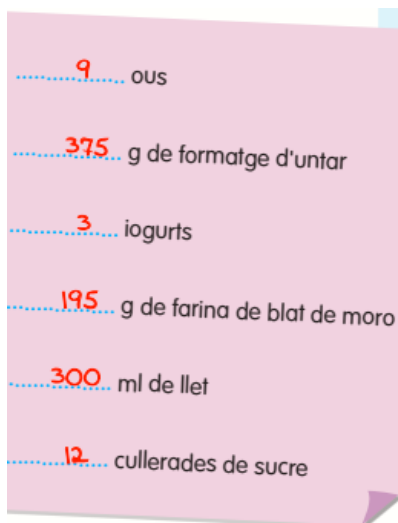 9 ous
375 g de formatge d'untar
3 iogurts
195 g de farina de blat de moro
300 ml de llet
12 cullerades de sucre